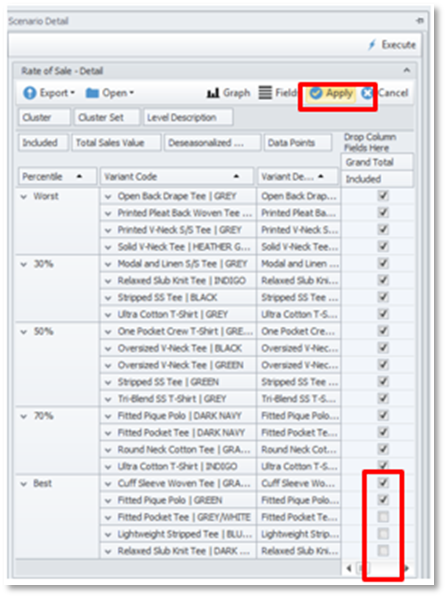 Scenario Detail
Execute
Rate of Sale - Detail
Export Open Graph Field Apply Cancel
Cluster Cluster Set Level Description
Included Total Sales Value Deseasonalized ... Data Points Drop Column
Fields Here
Grand Total
Percentile Variant Code Variant De... Included
Worst Open Back Drape Tee | GREY Open Back Drap...
Printed Pleat Back Woven Tee ... Printed Pleat Ba...
Printed V-Neck S/S Tee | GREY Printed V-Neck S...
Solid V-Neck Tee | HEATHER G... Solid V-Neck Tee...
30% Modal and Linen S/S Tee | GREY Modal and Linen ...
Relaxed Slub Knit Tee | INDIGO Relaxed Slub Kni...
Stripped SS Tee | BLACK Stripped SS Tee ...
Ultra Cotton T-Shirt | GREY Ultra Cotton T-S...
50% One Pocket Crew T-Shirt | GRE... One Pocket Cre...
Oversized V-Neck Tee | BLACK Oversized V-Nec...
Oversized V-Neck Tee | GREEN Oversized V-Nec...
Stripped SS Tee | GREEN Stripped SS Tee ...
Tri-Blend SS T-Shirt | GREY Tri-Blend SS T-S...
70% Fitted Pique Polo | DARK NAVY Fitted Pique Polo...
Fitted Pocket Tee | DARK NAVY Fitted Pocket Te...
Round Neck Cotton Tee | GRA... Round Neck Cot...
Ultra Cotton T-Shirt | INDIGO Ultra Cotton T-S...
Best Cuff Sleeve Woven Tee | GRA... Cuff Sleeve Wo...
Fitted Pique Polo | GREEN Fitted Pique Polo...
Fitted Pocket Tee | GREY/WHITE Fitted Pocket Te...
Lightweight Stripped Tee | BLU... Lightweight Strip...
Relaxed Slub Knit Tee | DARK ... Relaxed Slub Kni...